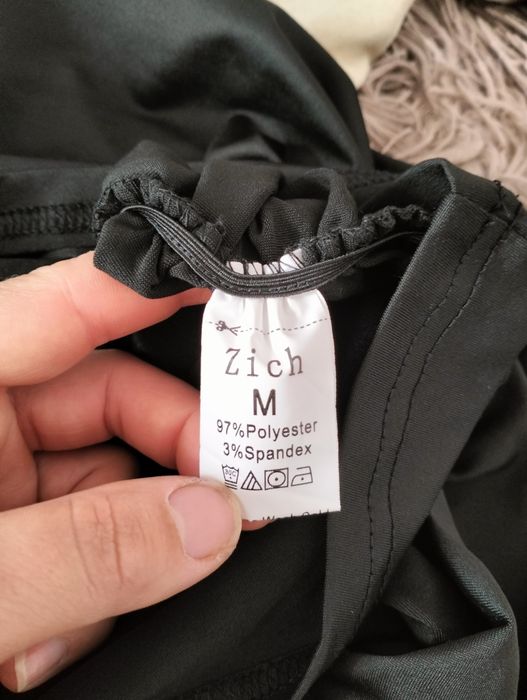 Zich
M
97%Polyester
3%Spandex